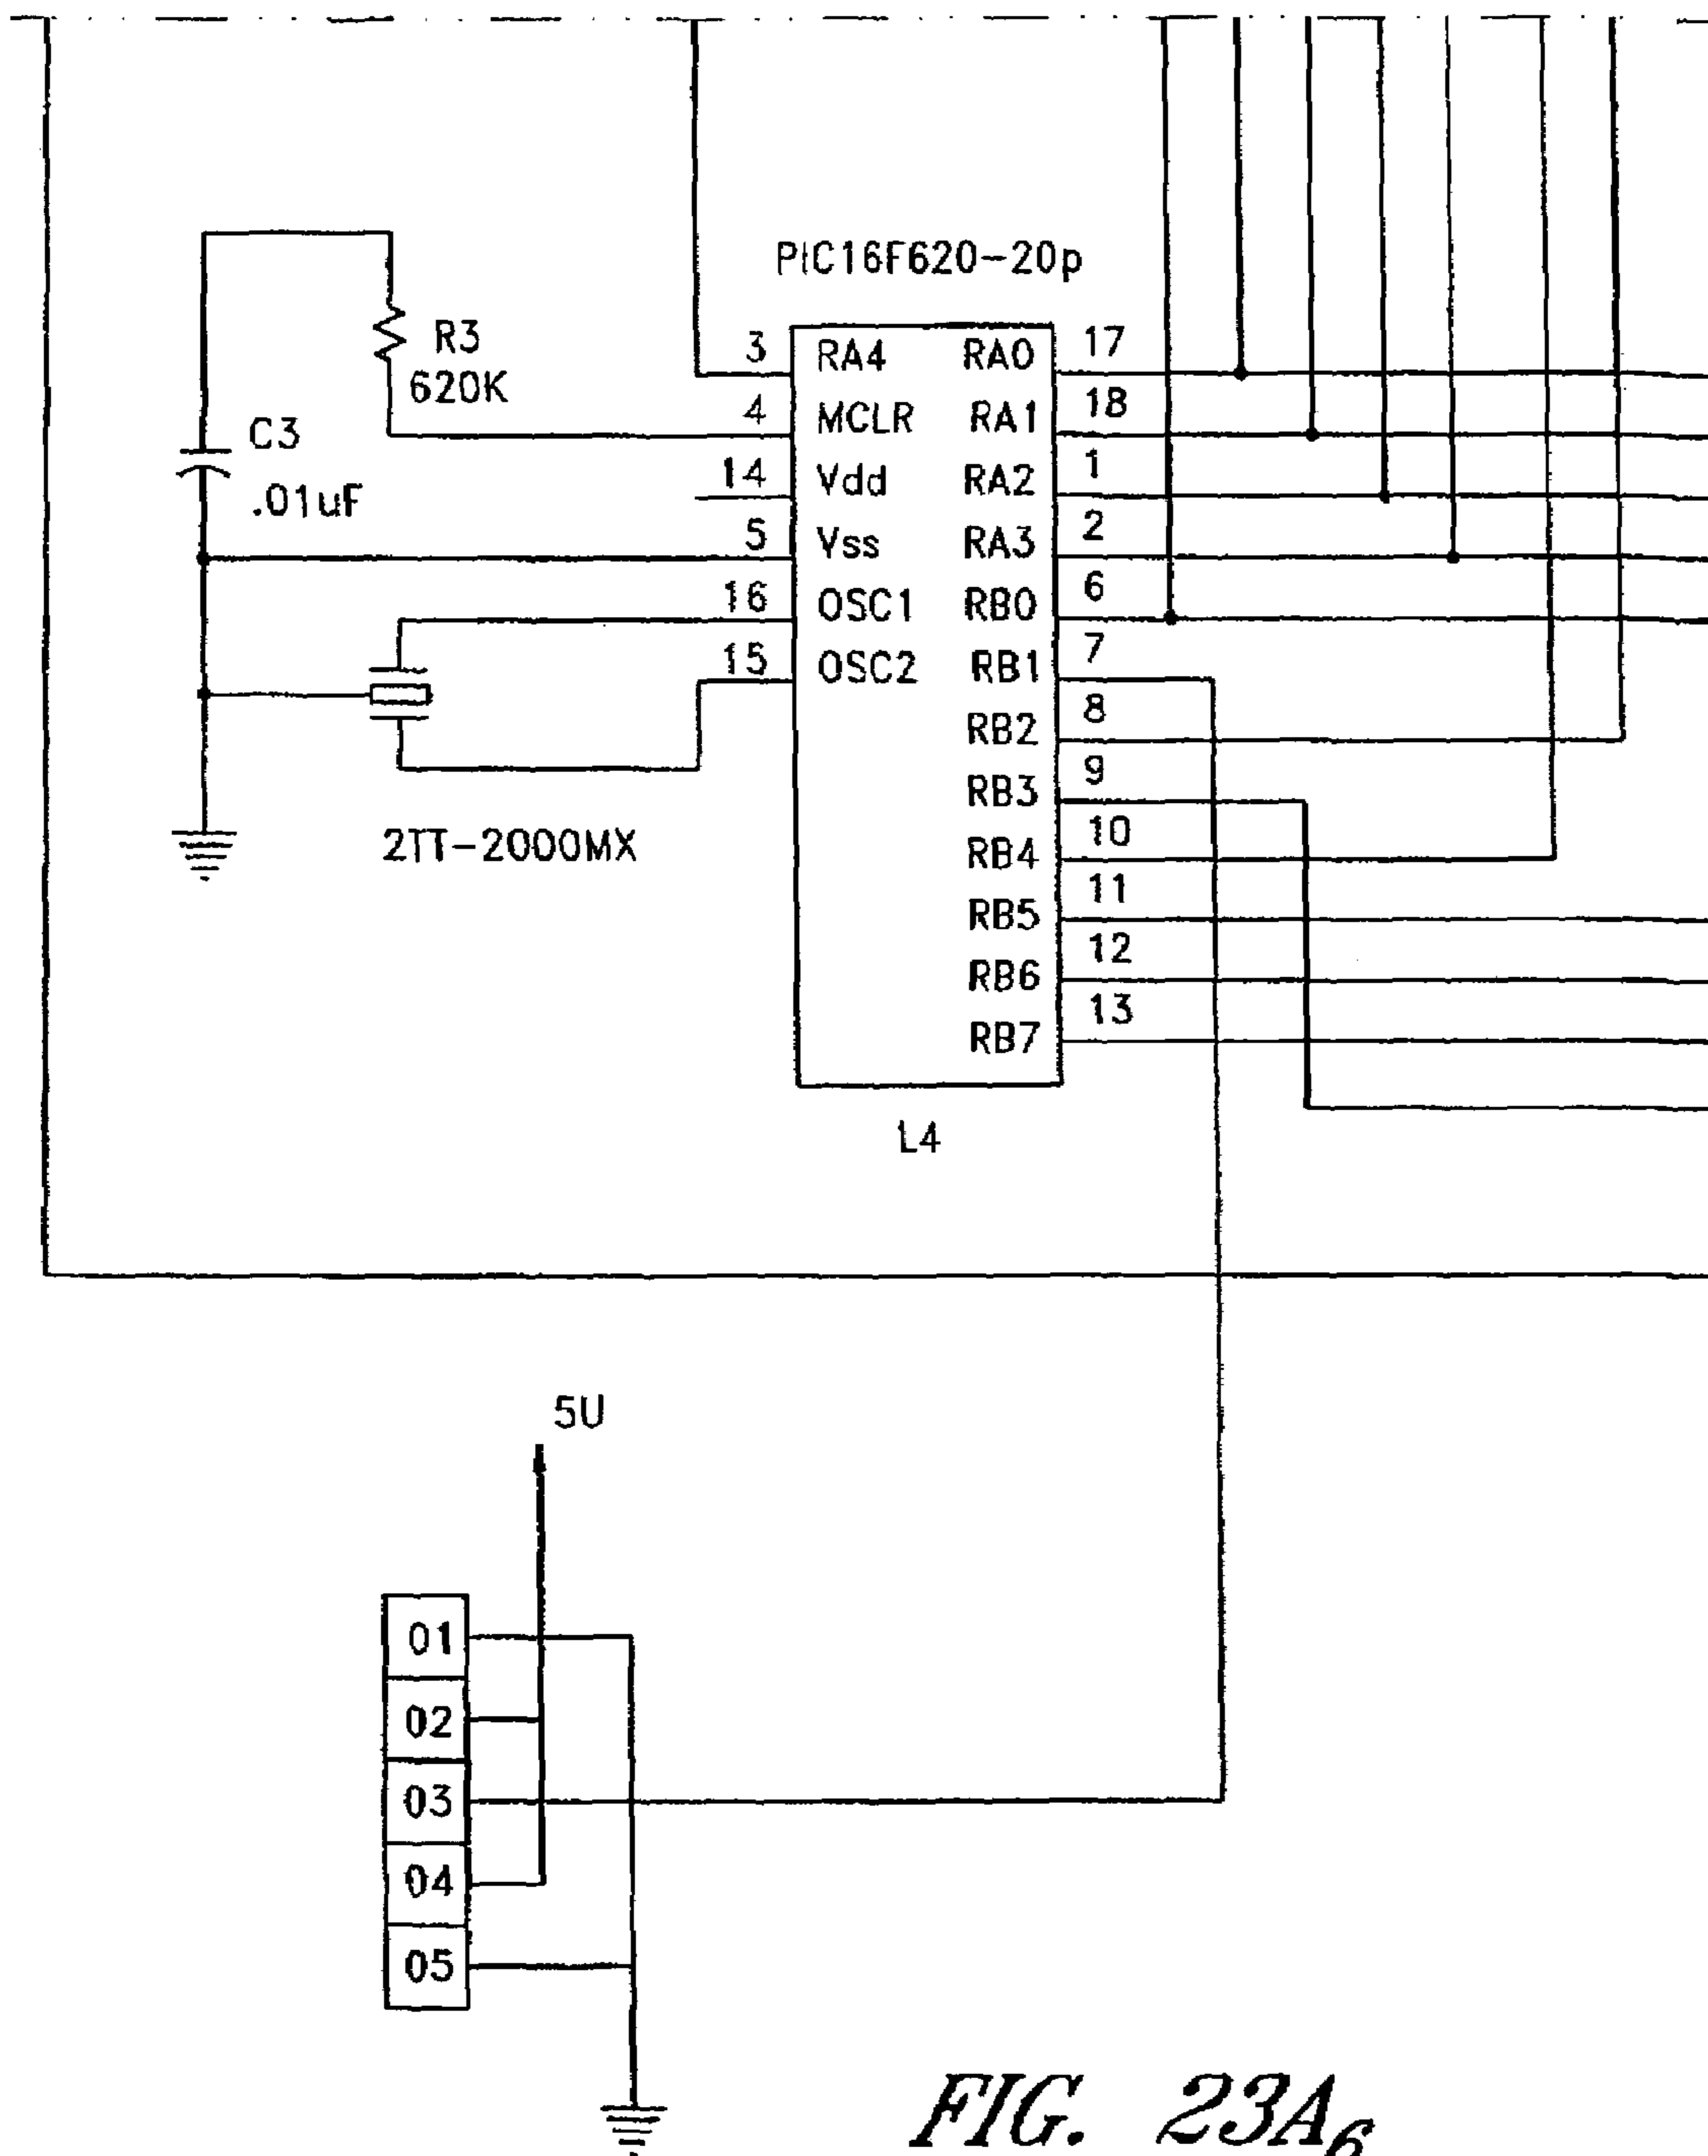 PIC16F620-20p
R3
620K
C3
.01uF
3 RA4 RA0 17
4 MCLR RA1 18
14 Vdd RA2 1
5 Vss RA3 2
16 OSC1 RB0 6
15 OSC2 RB1 7
RB2 8
RB3 9
RB4 10
RB5 11
RB6 12
RB7 13
2TT-2000MX
L4
5U
01
02
03
04
05
FIG. 23A6